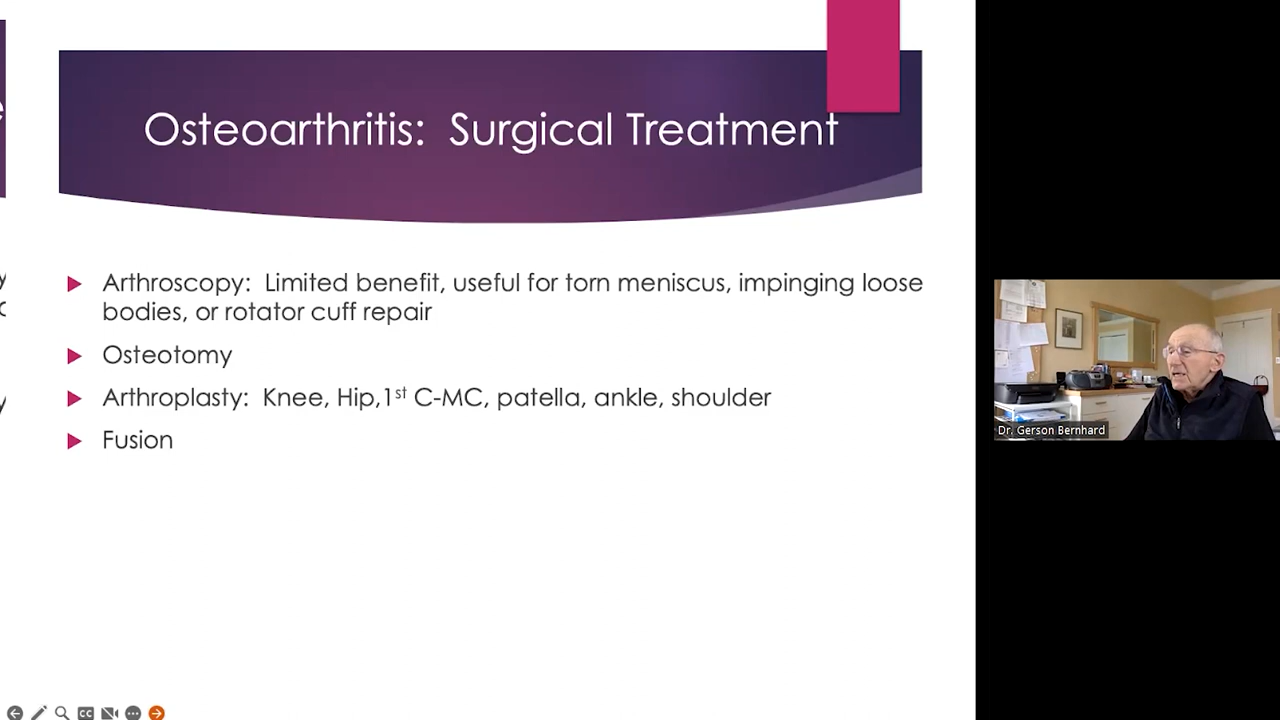 Osteoarthritis:  Surgical Treatment
Arthroscopy:  Limited benefit, useful for torn meniscus, impinging loose
bodies, or rotator cuff repair
Osteotomy
Arthroplasty:  Knee, Hip,1st C-MC, patella, ankle, shoulder
Fusion
Dr. Gerson Bernhard
CC